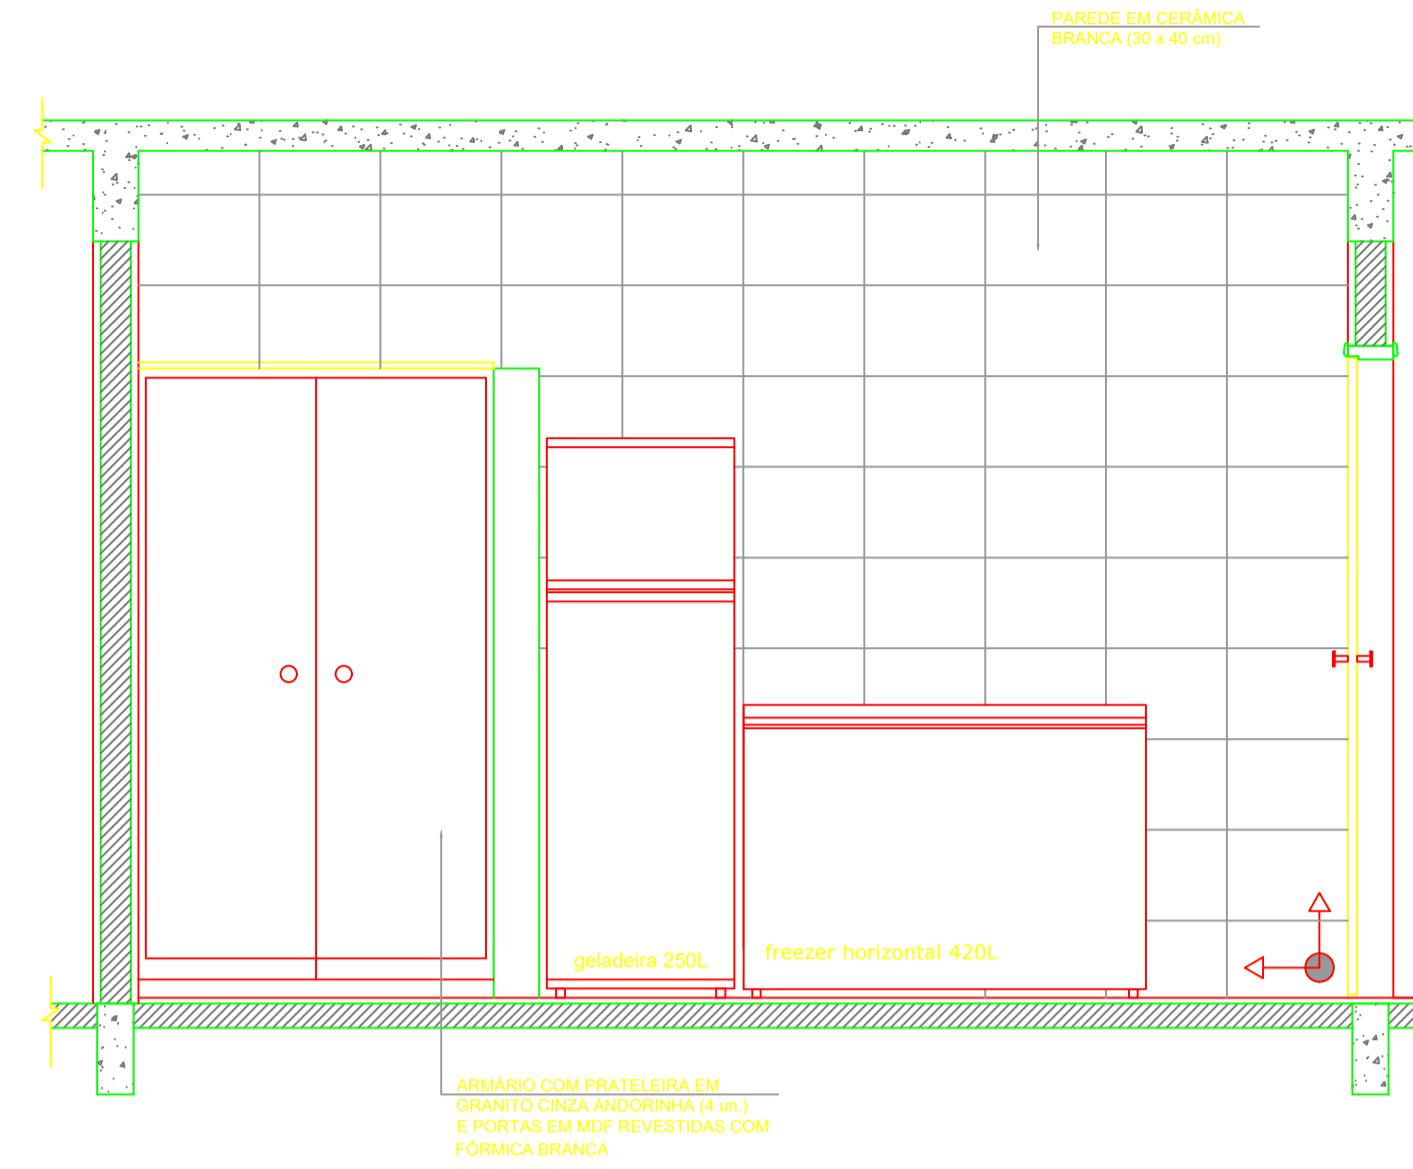 PAREDE EM CERÂMICA
BRANCA (30 x 40 cm)
geladeira 250L
freezer horizontal 420L
ARMÁRIO COM PRATELEIRA EM
GRANITO CINZA ANDORINHA (4 un.)
E PORTAS EM MDF REVESTIDAS COM
FÓRMICA BRANCA